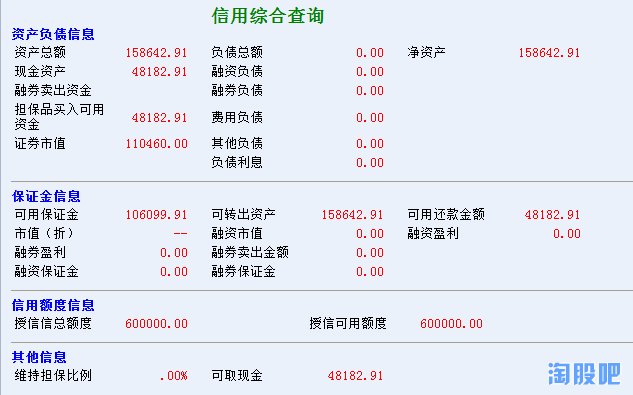 信用综合查询
资产负债信息
资产总额 158642.91 负债总额 0.00 净资产 158642.91
现金资产 48182.91 融资负债 0.00
融券卖出资金 融券负债 0.00
担保品买入可用
资金 48182.91 费用负债 0.00
证券市值 110460.00 其他负债 0.00
负债利息 0.00
保证金信息
可用保证金 106099.91 可转出资产 158642.91 可用还款金额 48182.91
市值（折） -- 融资市值 0.00 融资盈利 0.00
融券盈利 0.00 融券卖出金额 0.00
融资保证金 0.00 融券保证金 0.00
信用额度信息
授信信总额度 600000.00 授信可用额度 600000.00
其他信息
维持担保比例 .00% 可取现金 48182.91
淘股吧